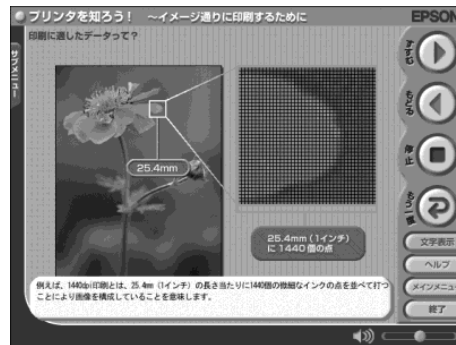 プリンタを知ろう！ ～イメージ通りに印刷するために
EPSON
印刷に適したデータって？
サブメニュー
25.4mm
25.4mm（1インチ）
に 1440 個の点
例えば、1440dpi印刷とは、25.4mm（1インチ）の長さ当たりに1440個の微細なインクの点を並べて打つ
ことにより画像を構成していることを意味します。
すすむ
もどる
停止
もう一度
文字表示
ヘルプ
メインメニュー
終了